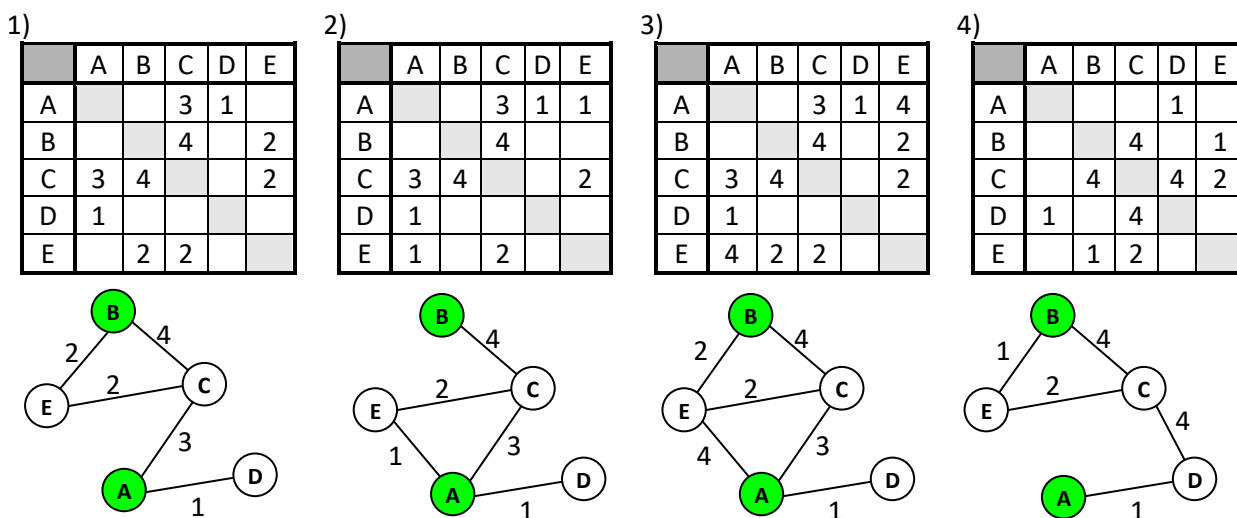 1)
A B C D E
A 3 1
B 4 2
C 3 4 2
D 1
E 2 2
2)
A B C D E
A 3 1 1
B 4
C 3 4 2
D 1
E 1 2
3)
A B C D E
A 3 1 4
B 4 2
C 3 4 2
D 1
E 4 2 2
4)
A B C D E
A 1
B 4 1
C 4 4 2
D 1 4
E 1 2
B
2 4
E 2 C
3
A D
1
B
4
E 2 C
1 3
A D
1
B
2 4
E 2 C
4 3
A D
1
B
1 4
E 2 C
4
A D
1